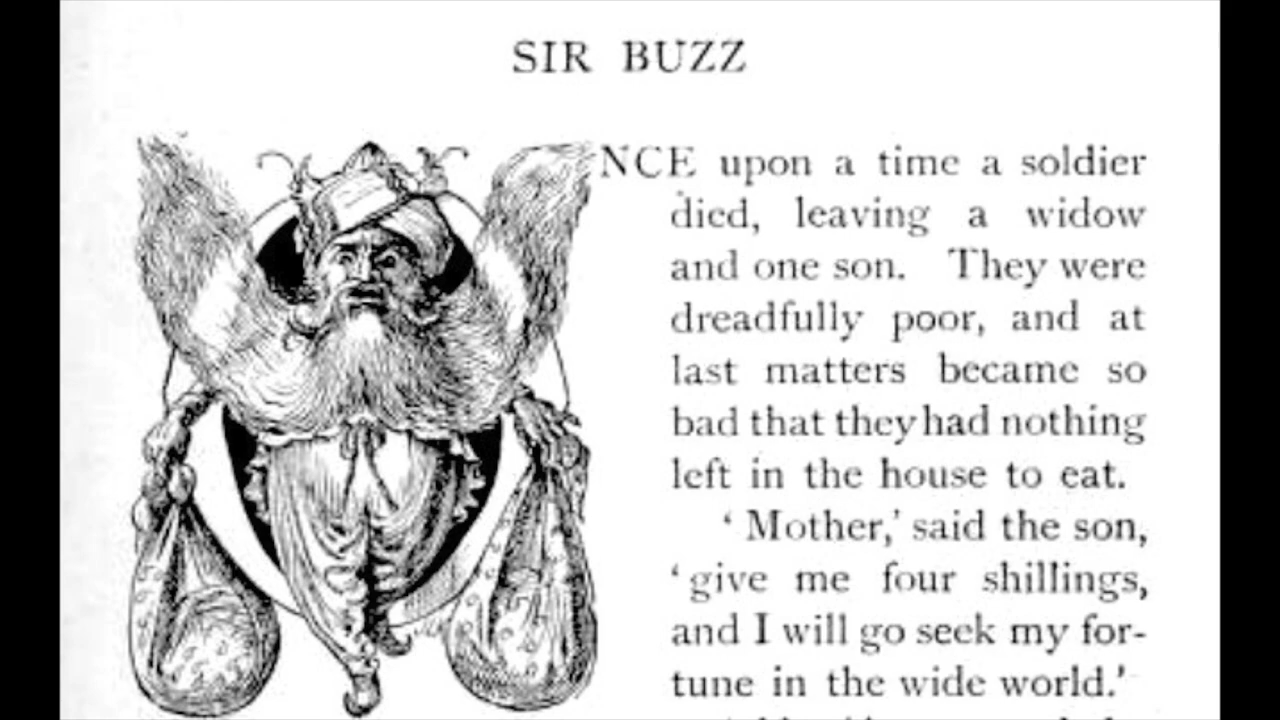 SIR BUZZ
ONCE upon a time a soldier
died, leaving a widow
and one son. They were
dreadfully poor, and at
last matters became so
bad that they had nothing
left in the house to eat.
‘ Mother,’ said the son,
‘give me four shillings,
and I will go seek my for-
tune in the wide world.’